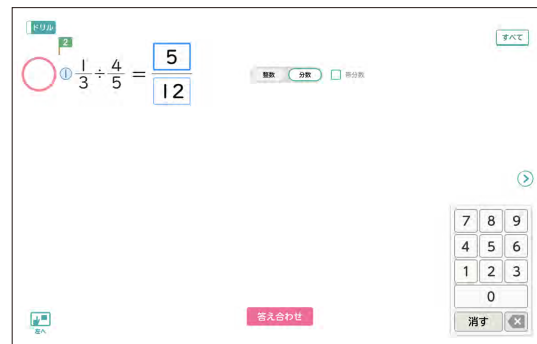 ドリル
すべて
2
① 1/3 ÷ 4/5 = 5/12
整数 分数 帯分数
7 8 9
4 5 6
1 2 3
0
消す
答え合わせ
左へ